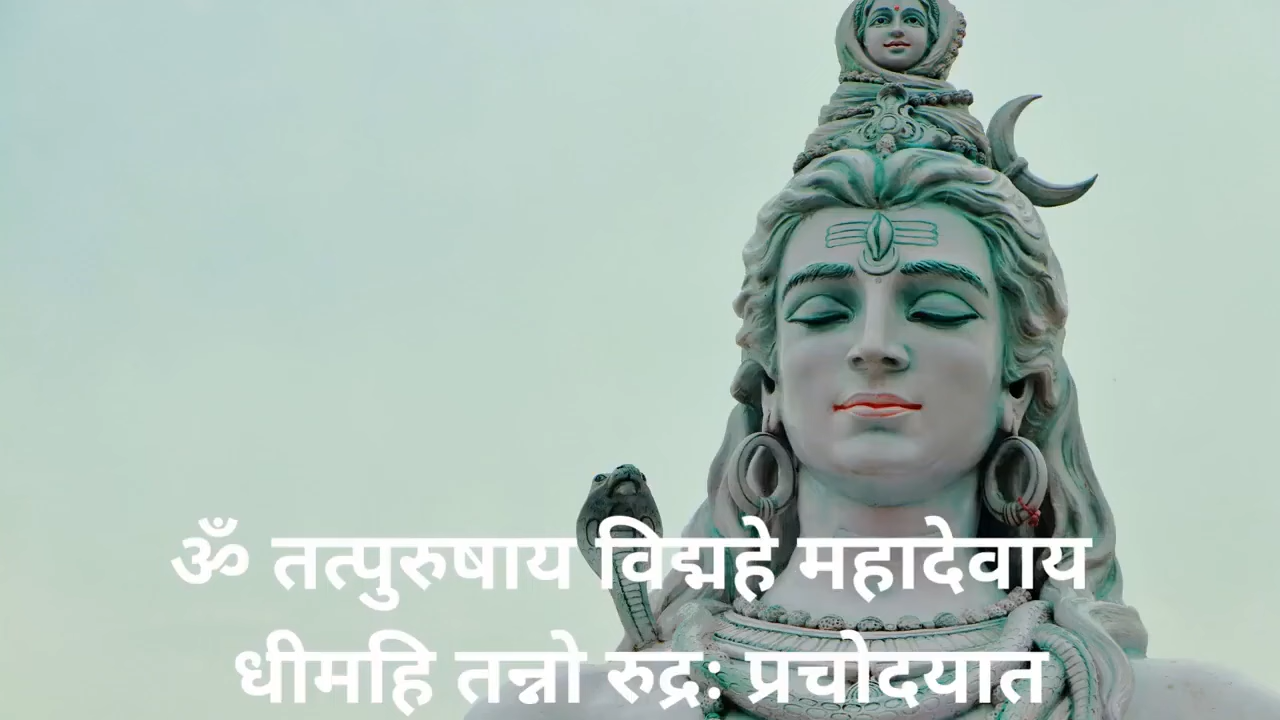 ॐ तत्पुरुषाय विद्महे महादेवाय
धीमहि तन्नो रुद्र: प्रचोदयात